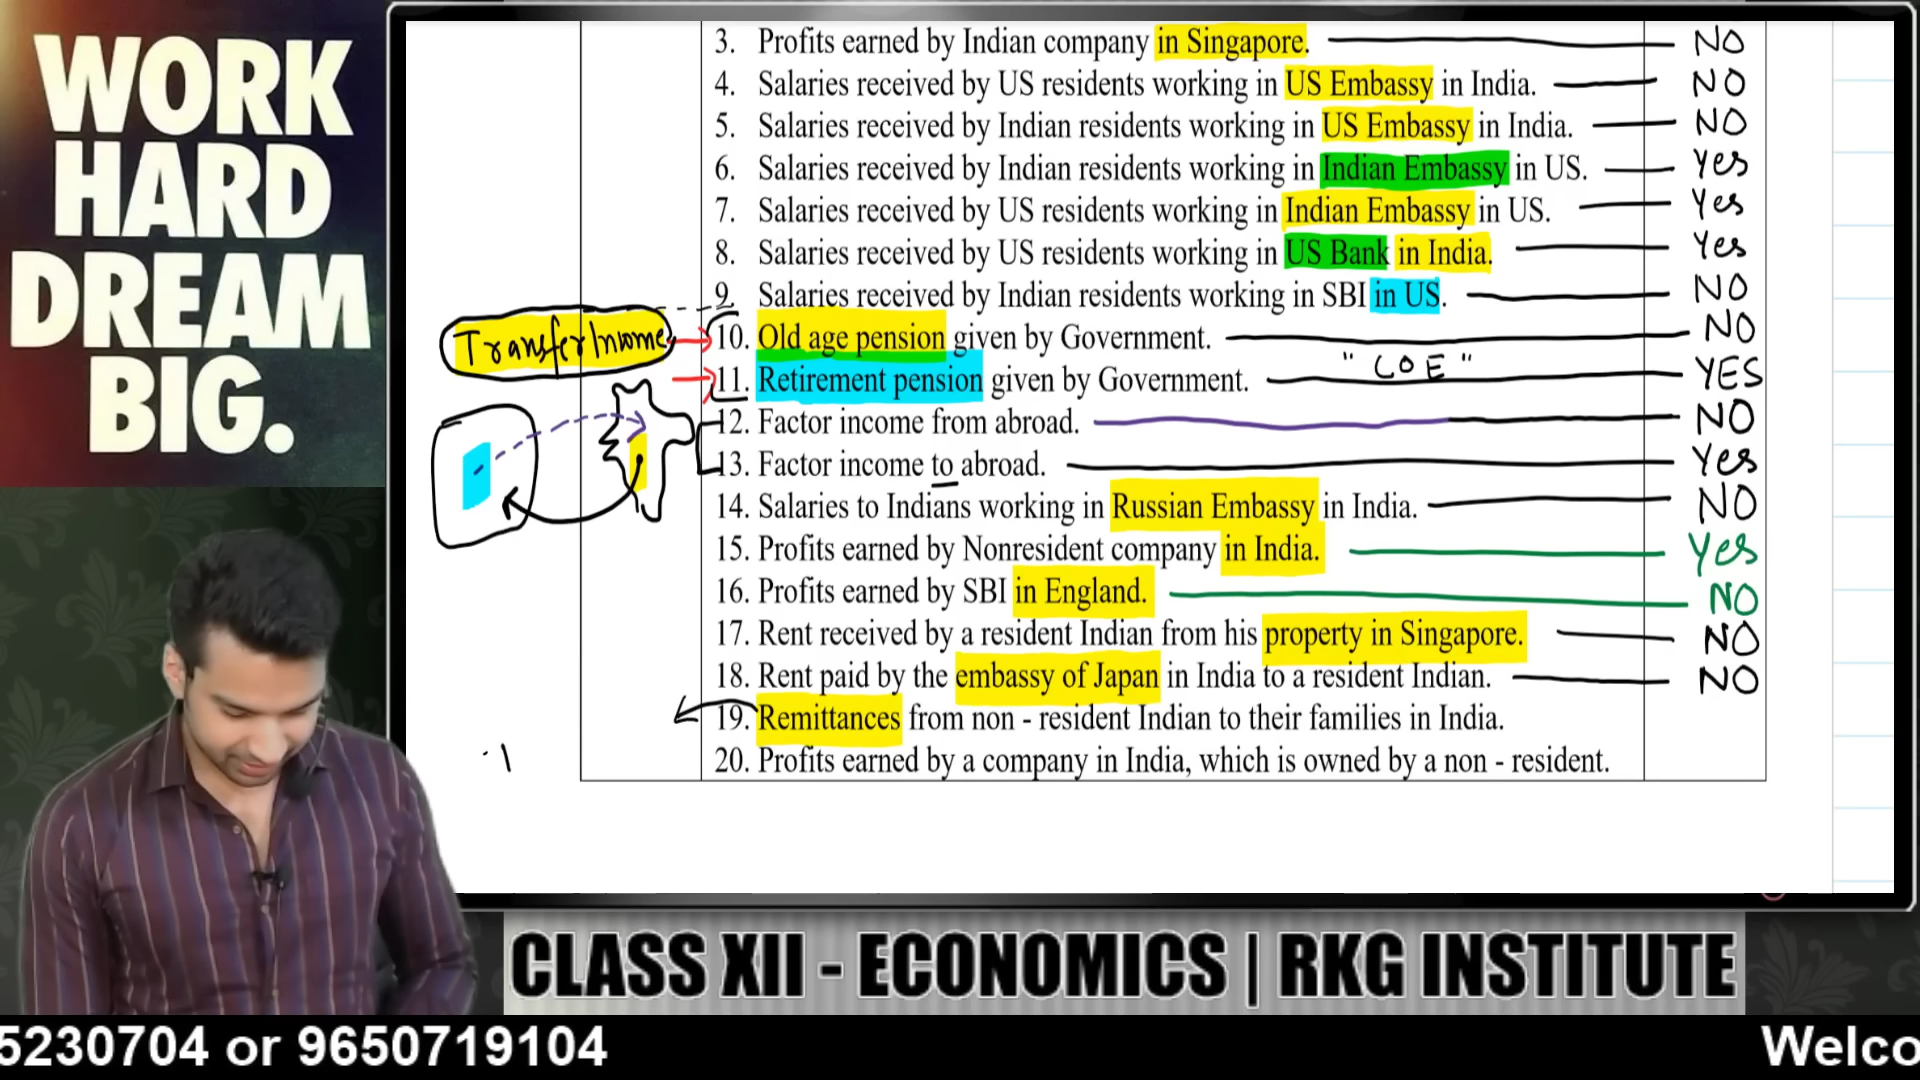 WORK
HARD
DREAM
BIG.
3. Profits earned by Indian company in Singapore. NO
4. Salaries received by US residents working in US Embassy in India. NO
5. Salaries received by Indian residents working in US Embassy in India. NO
6. Salaries received by Indian residents working in Indian Embassy in US. Yes
7. Salaries received by US residents working in Indian Embassy in US. Yes
8. Salaries received by US residents working in US Bank in India. Yes
9. Salaries received by Indian residents working in SBI in US. NO
Transfer Income
10. Old age pension given by Government. NO
11. Retirement pension given by Government. "COE" YES
12. Factor income from abroad. NO
13. Factor income to abroad. Yes
14. Salaries to Indians working in Russian Embassy in India. NO
15. Profits earned by Nonresident company in India. Yes
16. Profits earned by SBI in England. NO
17. Rent received by a resident Indian from his property in Singapore. NO
18. Rent paid by the embassy of Japan in India to a resident Indian. NO
19. Remittances from non - resident Indian to their families in India.
20. Profits earned by a company in India, which is owned by a non - resident.
CLASS XII - ECONOMICS | RKG INSTITUTE
5230704 or 9650719104 Welco